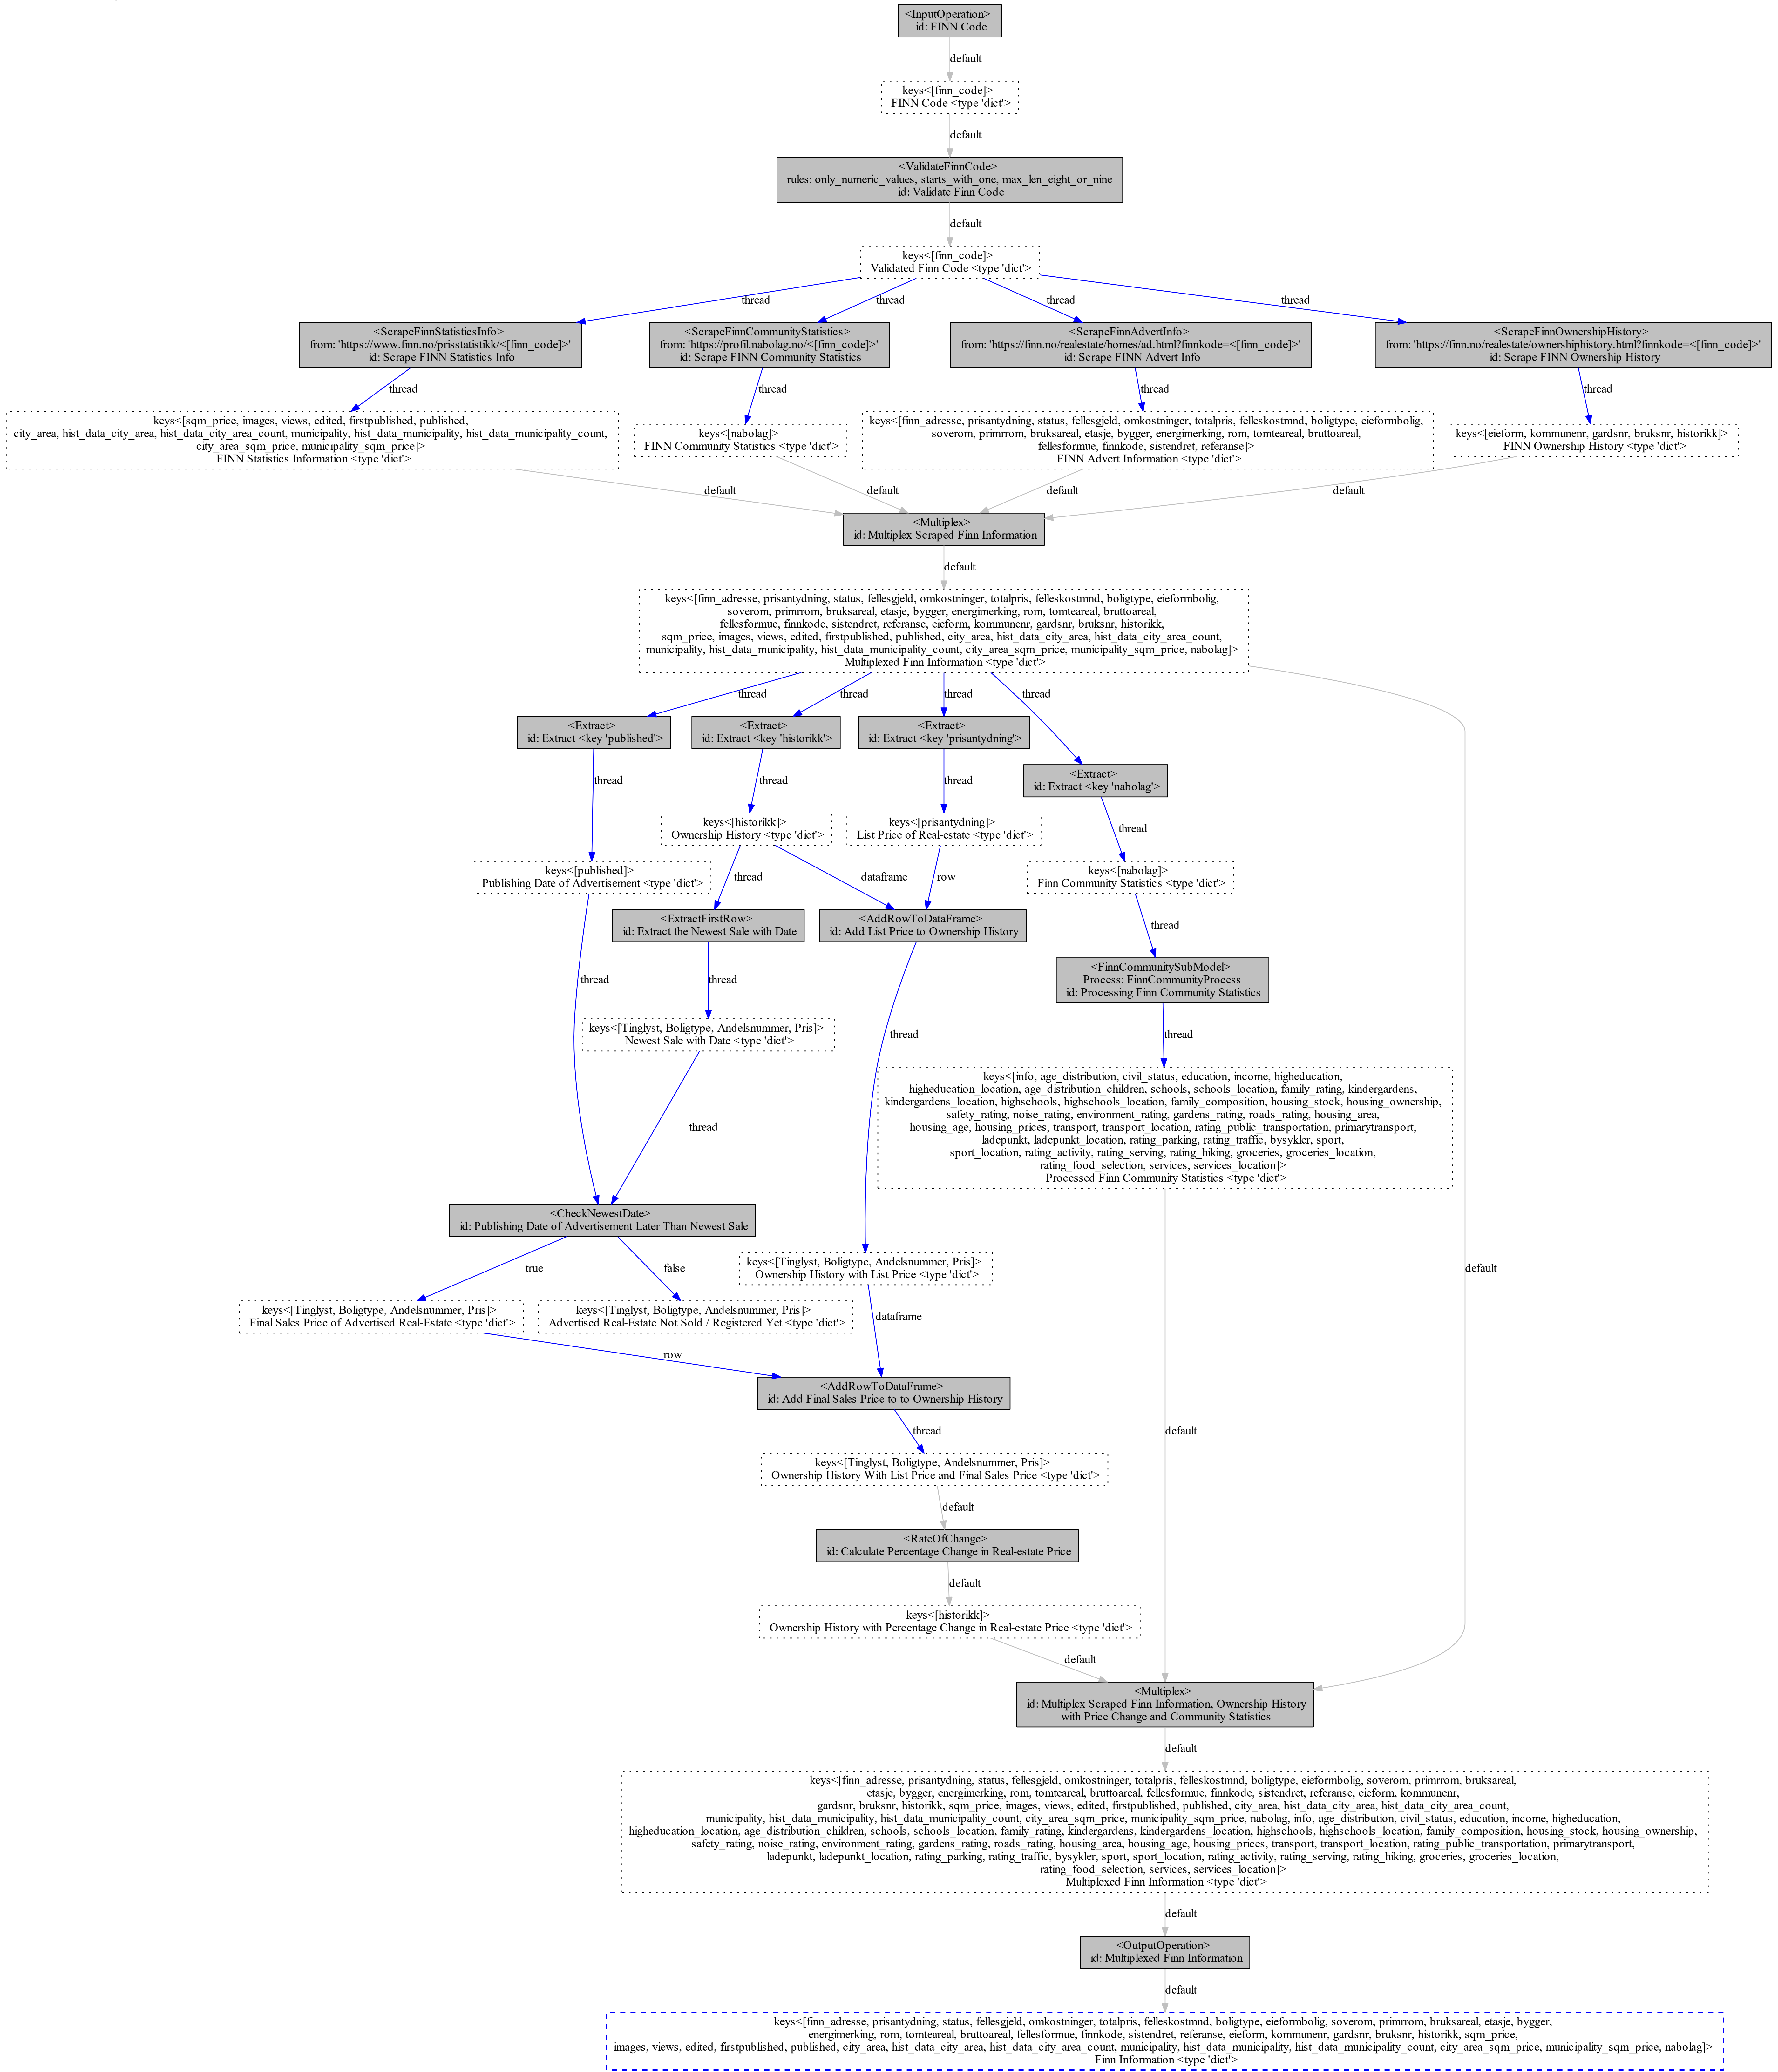 <InputOperation>
id: FINN Code
default
keys<[finn_code]>
FINN Code <type 'dict'>
default
<ValidateFinnCode>
rules: only_numeric_values, starts_with_one, max_len_eight_or_nine
id: Validate Finn Code
default
keys<[finn_code]>
Validated Finn Code <type 'dict'>
thread
thread
thread
thread
<ScrapeFinnStatisticsInfo>
from: 'https://www.finn.no/prisstatistikk/<[finn_code]>'
id: Scrape FINN Statistics Info
<ScrapeFinnCommunityStatistics>
from: 'https://profil.nabolag.no/<[finn_code]>'
id: Scrape FINN Community Statistics
<ScrapeFinnAdvertInfo>
from: 'https://finn.no/realestate/homes/ad.html?finnkode=<[finn_code]>'
id: Scrape FINN Advert Info
<ScrapeFinnOwnershipHistory>
from: 'https://finn.no/realestate/ownershiphistory.html?finnkode=<[finn_code]>'
id: Scrape FINN Ownership History
thread
thread
thread
thread
keys<[sqm_price, images, views, edited, firstpublished, published,
city_area, hist_data_city_area, hist_data_city_area_count, municipality, hist_data_municipality, hist_data_municipality_count,
city_area_sqm_price, municipality_sqm_price]>
FINN Statistics Information <type 'dict'>
keys<[nabolag]>
FINN Community Statistics <type 'dict'>
keys<[finn_adresse, prisantydning, status, fellesgjeld, omkostninger, totalpris, felleskostmnd, boligtype, eieformbolig,
soverom, primrrom, bruksareal, etasje, bygger, energimerking, rom, tomteareal, bruttoareal,
fellesformue, finnkode, sistendret, referanse]>
FINN Advert Information <type 'dict'>
keys<[eieform, kommunenr, gardsnr, bruksnr, historikk]>
FINN Ownership History <type 'dict'>
default
default
default
default
<Multiplex>
id: Multiplex Scraped Finn Information
default
keys<[finn_adresse, prisantydning, status, fellesgjeld, omkostninger, totalpris, felleskostmnd, boligtype, eieformbolig,
soverom, primrrom, bruksareal, etasje, bygger, energimerking, rom, tomteareal, bruttoareal,
fellesformue, finnkode, sistendret, referanse, eieform, kommunenr, gardsnr, bruksnr, historikk,
sqm_price, images, views, edited, firstpublished, published, city_area, hist_data_city_area, hist_data_city_area_count,
municipality, hist_data_municipality, hist_data_municipality_count, city_area_sqm_price, municipality_sqm_price, nabolag]>
Multiplexed Finn Information <type 'dict'>
thread
thread
thread
thread
<Extract>
id: Extract <key 'published'>
<Extract>
id: Extract <key 'historikk'>
<Extract>
id: Extract <key 'prisantydning'>
<Extract>
id: Extract <key 'nabolag'>
thread
thread
thread
thread
keys<[historikk]>
Ownership History <type 'dict'>
keys<[prisantydning]>
List Price of Real-estate <type 'dict'>
keys<[published]>
Publishing Date of Advertisement <type 'dict'>
keys<[nabolag]>
Finn Community Statistics <type 'dict'>
thread
dataframe
row
thread
<ExtractFirstRow>
id: Extract the Newest Sale with Date
<AddRowToDataFrame>
id: Add List Price to Ownership History
<FinnCommunitySubModel>
Process: FinnCommunityProcess
id: Processing Finn Community Statistics
thread
thread
thread
thread
keys<[Tinglyst, Boligtype, Andelsnummer, Pris]>
Newest Sale with Date <type 'dict'>
keys<[info, age_distribution, civil_status, education, income, higheducation,
higheducation_location, age_distribution_children, schools, schools_location, family_rating, kindergardens,
kindergardens_location, highschools, highschools_location, family_composition, housing_stock, housing_ownership,
safety_rating, noise_rating, environment_rating, gardens_rating, roads_rating, housing_area,
housing_age, housing_prices, transport, transport_location, rating_public_transportation, primarytransport,
ladepunkt, ladepunkt_location, rating_parking, rating_traffic, bysykler, sport,
sport_location, rating_activity, rating_serving, rating_hiking, groceries, groceries_location,
rating_food_selection, services, services_location]>
Processed Finn Community Statistics <type 'dict'>
thread
<CheckNewestDate>
id: Publishing Date of Advertisement Later Than Newest Sale
true
false
keys<[Tinglyst, Boligtype, Andelsnummer, Pris]>
Ownership History with List Price <type 'dict'>
default
keys<[Tinglyst, Boligtype, Andelsnummer, Pris]>
Final Sales Price of Advertised Real-Estate <type 'dict'>
keys<[Tinglyst, Boligtype, Andelsnummer, Pris]>
Advertised Real-Estate Not Sold / Registered Yet <type 'dict'>
dataframe
row
<AddRowToDataFrame>
id: Add Final Sales Price to to Ownership History
thread
default
keys<[Tinglyst, Boligtype, Andelsnummer, Pris]>
Ownership History With List Price and Final Sales Price <type 'dict'>
default
<RateOfChange>
id: Calculate Percentage Change in Real-estate Price
default
keys<[historikk]>
Ownership History with Percentage Change in Real-estate Price <type 'dict'>
default
<Multiplex>
id: Multiplex Scraped Finn Information, Ownership History
with Price Change and Community Statistics
default
keys<[finn_adresse, prisantydning, status, fellesgjeld, omkostninger, totalpris, felleskostmnd, boligtype, eieformbolig, soverom, primrrom, bruksareal,
etasje, bygger, energimerking, rom, tomteareal, bruttoareal, fellesformue, finnkode, sistendret, referanse, eieform, kommunenr,
gardsnr, bruksnr, historikk, sqm_price, images, views, edited, firstpublished, published, city_area, hist_data_city_area, hist_data_city_area_count,
municipality, hist_data_municipality, hist_data_municipality_count, city_area_sqm_price, municipality_sqm_price, nabolag, info, age_distribution, civil_status, education, income, higheducation,
higheducation_location, age_distribution_children, schools, schools_location, family_rating, kindergardens, kindergardens_location, highschools, highschools_location, family_composition, housing_stock, housing_ownership,
safety_rating, noise_rating, environment_rating, gardens_rating, roads_rating, housing_area, housing_age, housing_prices, transport, transport_location, rating_public_transportation, primarytransport,
ladepunkt, ladepunkt_location, rating_parking, rating_traffic, bysykler, sport, sport_location, rating_activity, rating_serving, rating_hiking, groceries, groceries_location,
rating_food_selection, services, services_location]>
Multiplexed Finn Information <type 'dict'>
default
<OutputOperation>
id: Multiplexed Finn Information
default
keys<[finn_adresse, prisantydning, status, fellesgjeld, omkostninger, totalpris, felleskostmnd, boligtype, eieformbolig, soverom, primrrom, bruksareal, etasje, bygger,
energimerking, rom, tomteareal, bruttoareal, fellesformue, finnkode, sistendret, referanse, eieform, kommunenr, gardsnr, bruksnr, historikk, sqm_price,
images, views, edited, firstpublished, published, city_area, hist_data_city_area, hist_data_city_area_count, municipality, hist_data_municipality, hist_data_municipality_count, city_area_sqm_price, municipality_sqm_price, nabolag]>
Finn Information <type 'dict'>